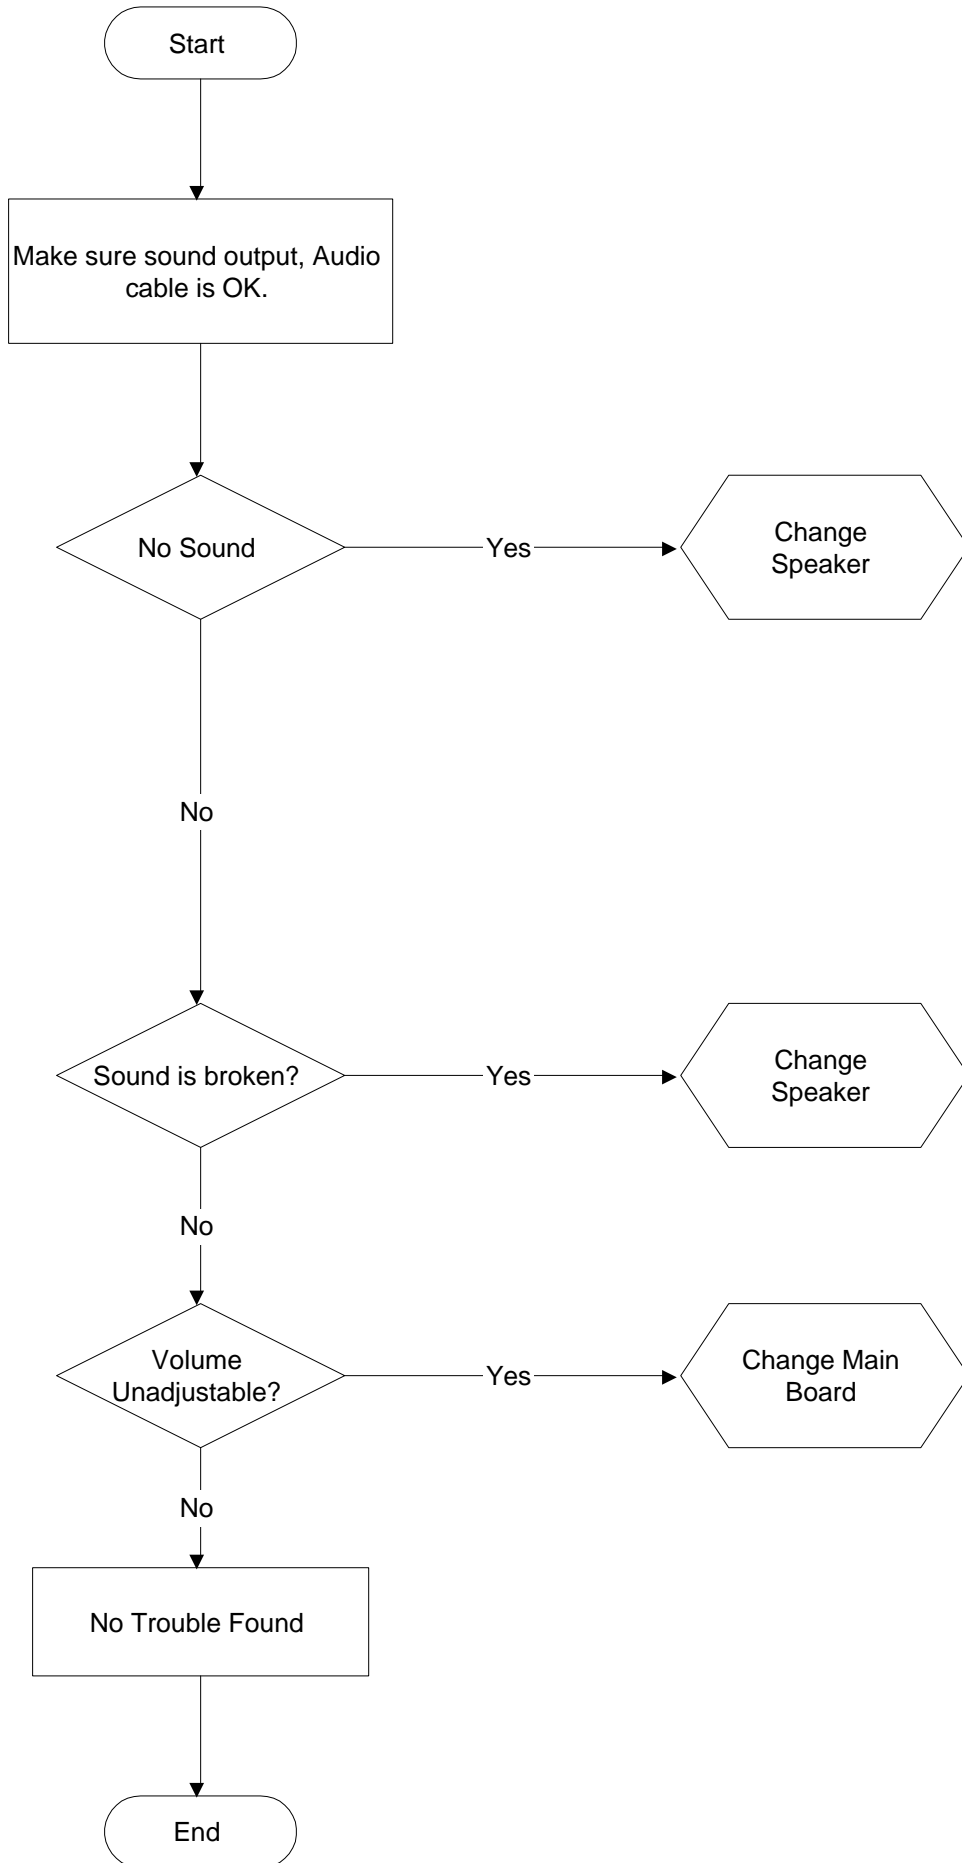 Start
Make sure sound output, Audio
cable is OK.
No Sound
Yes
Change
Speaker
No
Sound is broken?
Yes
Change
Speaker
No
Volume
Unadjustable?
Yes
Change Main
Board
No
No Trouble Found
End